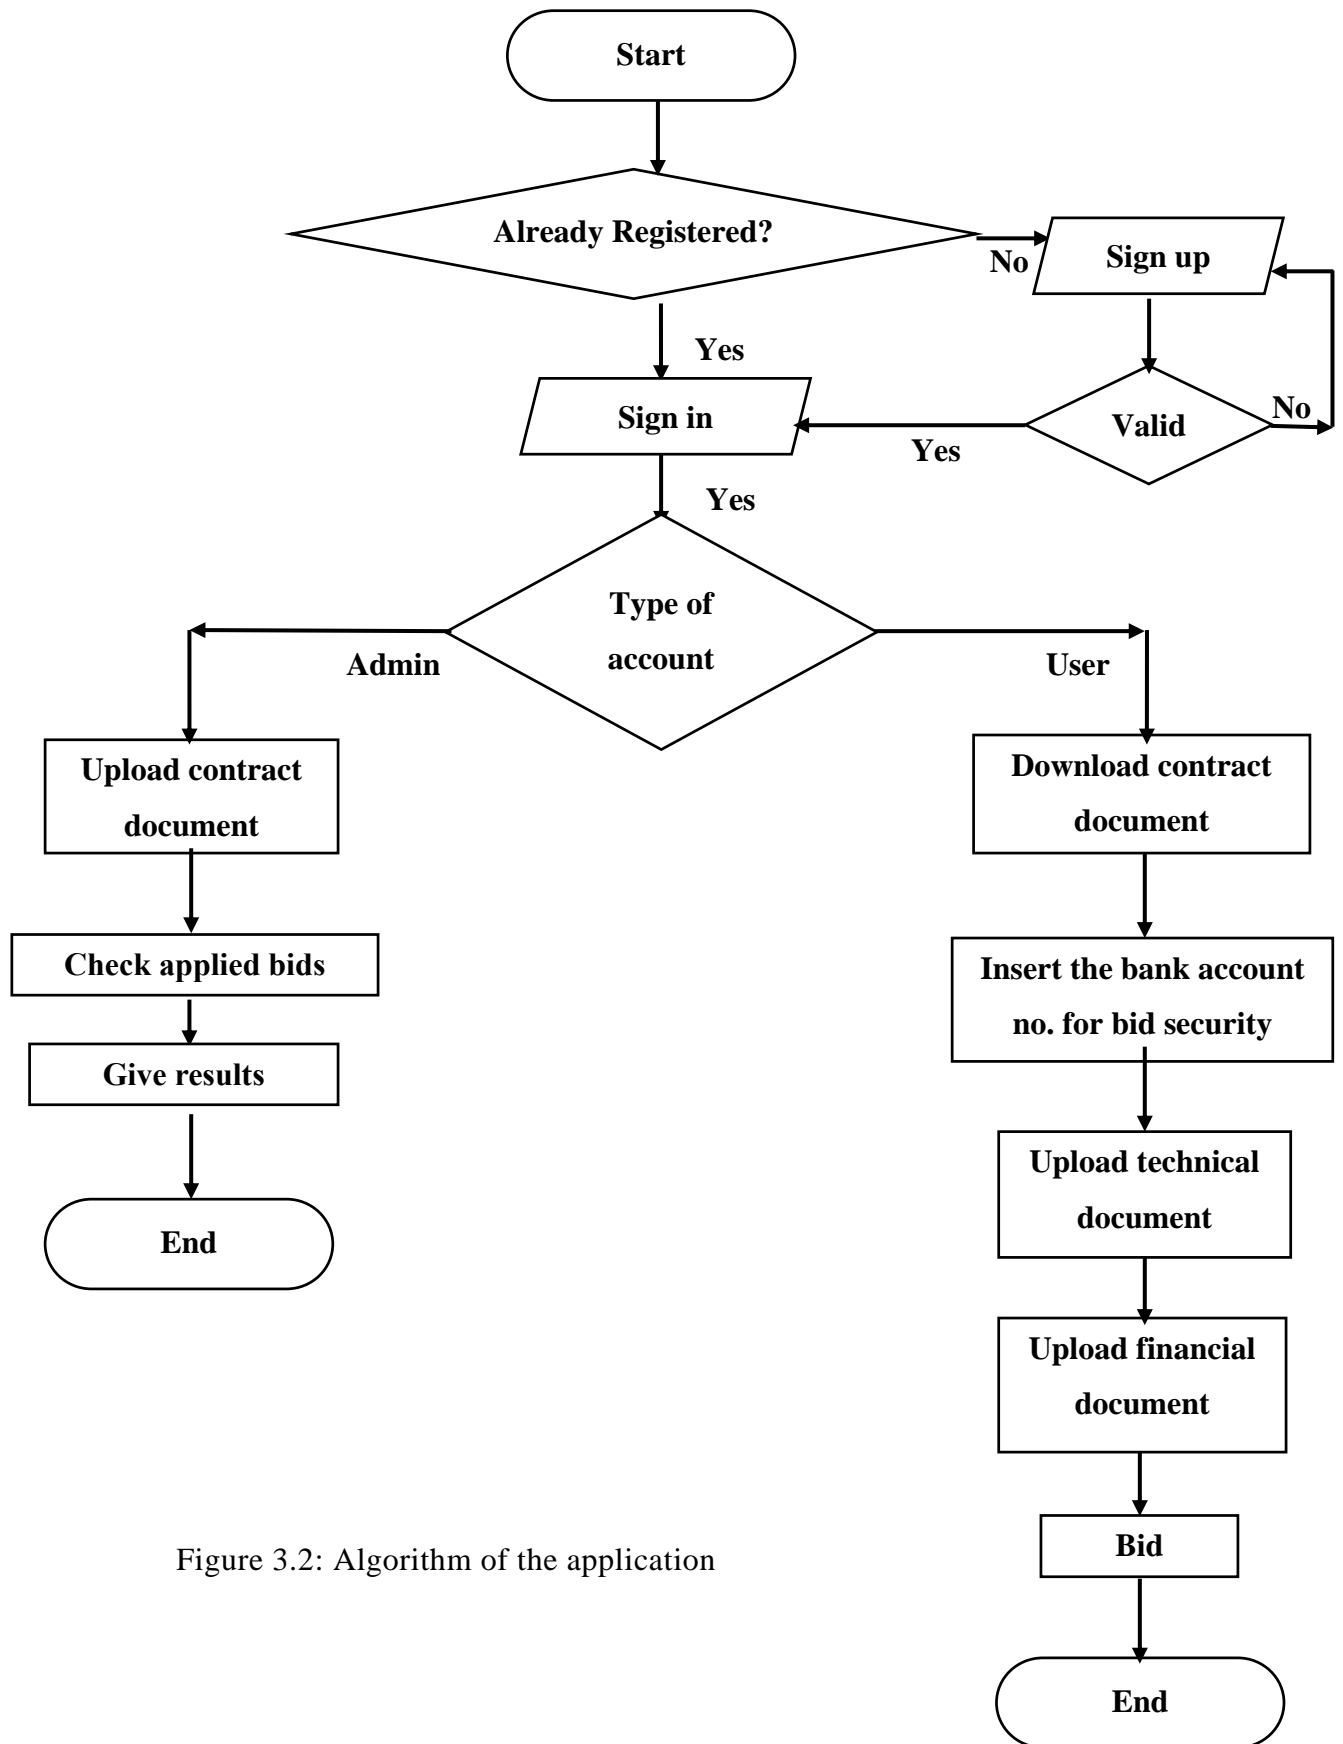 Start
Already Registered?
No
Sign up
Yes
Sign in
Valid
No
Yes
Yes
Type of
account
Admin
User
Upload contract
document
Check applied bids
Give results
End
Download contract
document
Insert the bank account
no. for bid security
Upload technical
document
Upload financial
document
Bid
End
Figure 3.2: Algorithm of the application